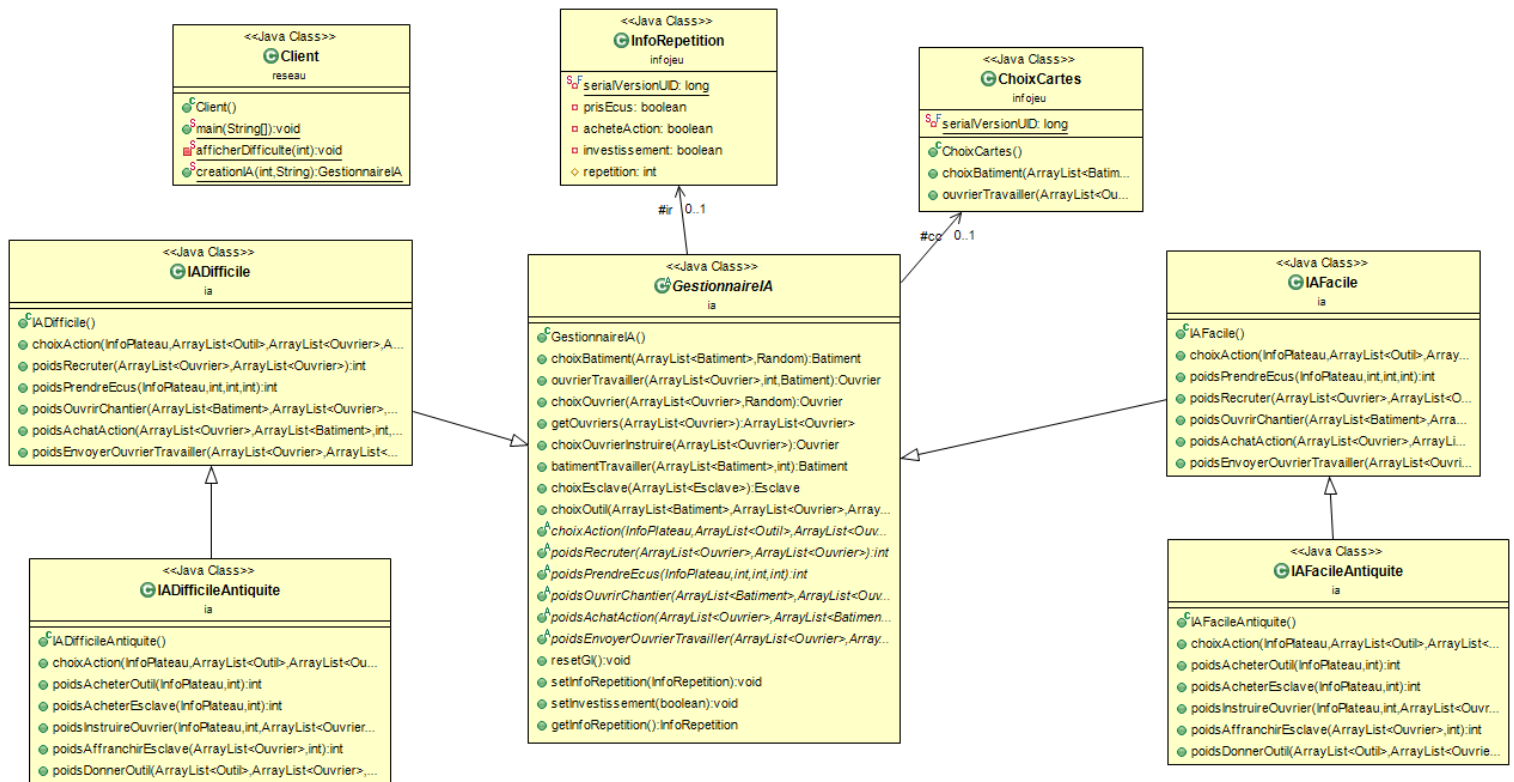 <<Java Class>>
Client
reseau
Client()
main(String[]):void
afficherDifficulte(int):void
creationIA(int,String):GestionnaireIA
<<Java Class>>
InfoRepetition
infojeu
serialVersionUID: long
prisEcus: boolean
acheteAction: boolean
investissement: boolean
repetition: int
<<Java Class>>
ChoixCartes
infojeu
serialVersionUID: long
ChoixCartes()
choixBatiment(ArrayList<Batim...
ouvrierTravailler(ArrayList<Ou...
#ir 0..1
#cc 0..1
<<Java Class>>
IADifficile
ia
IADifficile()
choixAction(InfoPlateau,ArrayList<Outil>,ArrayList<Ouvrier>,A...
poidsRecruter(ArrayList<Ouvrier>,ArrayList<Ouvrier>):int
poidsPrendreEcus(InfoPlateau,int,int,int):int
poidsOuvrirChantier(ArrayList<Batiment>,ArrayList<Ouvrier>,...
poidsAchatAction(ArrayList<Ouvrier>,ArrayList<Batiment>,int,...
poidsEnvoyerOuvrierTravailler(ArrayList<Ouvrier>,ArrayList<...
<<Java Class>>
GestionnaireIA
ia
GestionnaireIA()
choixBatiment(ArrayList<Batiment>,Random):Batiment
ouvrierTravailler(ArrayList<Ouvrier>,int,Batiment):Ouvrier
choixOuvrier(ArrayList<Ouvrier>,Random):Ouvrier
getOuvriers(ArrayList<Ouvrier>):ArrayList<Ouvrier>
choixOuvrierInstruire(ArrayList<Ouvrier>):Ouvrier
batimentTravailler(ArrayList<Batiment>,int):Batiment
choixEsclave(ArrayList<Esclave>):Esclave
choixOutil(ArrayList<Batiment>,ArrayList<Ouvrier>,Array...
choixAction(InfoPlateau,ArrayList<Outil>,ArrayList<Ouv...
poidsRecruter(ArrayList<Ouvrier>,ArrayList<Ouvrier>):int
poidsPrendreEcus(InfoPlateau,int,int,int):int
poidsOuvrirChantier(ArrayList<Batiment>,ArrayList<Ouv...
poidsAchatAction(ArrayList<Ouvrier>,ArrayList<Batimen...
poidsEnvoyerOuvrierTravailler(ArrayList<Ouvrier>,Array...
resetGI():void
setInfoRepetition(InfoRepetition):void
setInvestissement(boolean):void
getInfoRepetition():InfoRepetition
<<Java Class>>
IAFacile
ia
IAFacile()
choixAction(InfoPlateau,ArrayList<Outil>,Array...
poidsPrendreEcus(InfoPlateau,int,int,int):int
poidsRecruter(ArrayList<Ouvrier>,ArrayList<O...
poidsOuvrirChantier(ArrayList<Batiment>,Arra...
poidsAchatAction(ArrayList<Ouvrier>,ArrayLi...
poidsEnvoyerOuvrierTravailler(ArrayList<Ouvri...
<<Java Class>>
IADifficileAntiquite
ia
IADifficileAntiquite()
choixAction(InfoPlateau,ArrayList<Outil>,ArrayList<Ou...
poidsAcheterOutil(InfoPlateau,int):int
poidsAcheterEsclave(InfoPlateau,int):int
poidsInstruireOuvrier(InfoPlateau,int,ArrayList<Ouvrier...
poidsAffranchirEsclave(ArrayList<Ouvrier>,int):int
poidsDonnerOutil(ArrayList<Outil>,ArrayList<Ouvrier>,...
<<Java Class>>
IAFacileAntiquite
ia
IAFacileAntiquite()
choixAction(InfoPlateau,ArrayList<Outil>,ArrayList<...
poidsAcheterOutil(InfoPlateau,int):int
poidsAcheterEsclave(InfoPlateau,int):int
poidsInstruireOuvrier(InfoPlateau,int,ArrayList<Ouvr...
poidsAffranchirEsclave(ArrayList<Ouvrier>,int):int
poidsDonnerOutil(ArrayList<Outil>,ArrayList<Ouvrie...